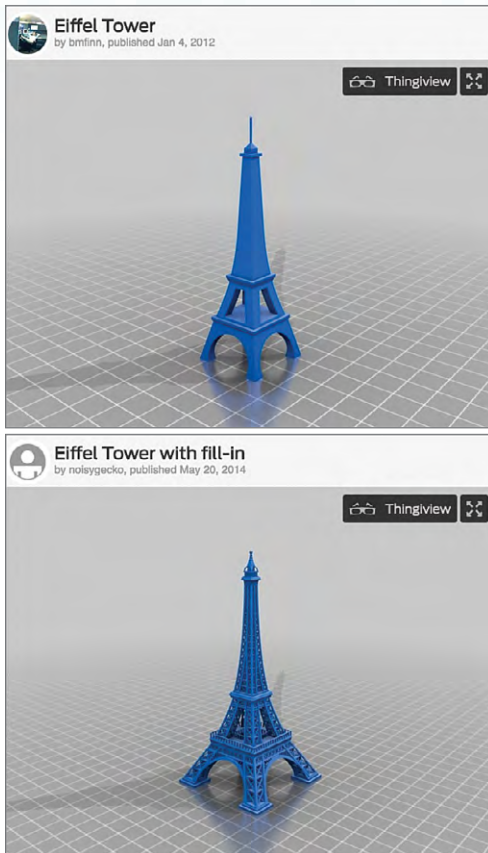 Eiffel Tower
by bmfinn, published Jan 4, 2012
Thingiview
Eiffel Tower with fill-in
by noisygecko, published May 20, 2014
Thingiview